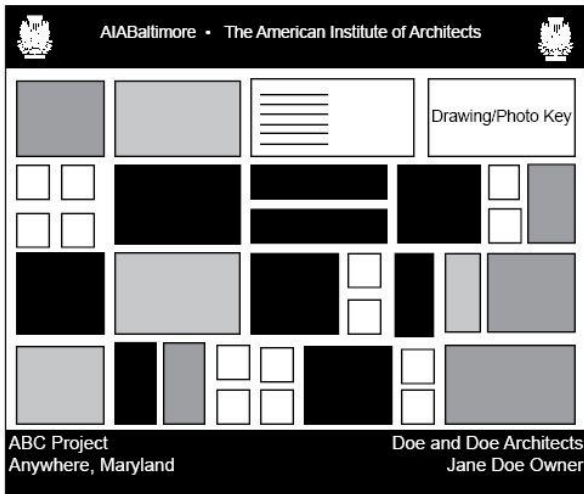 AIABaltimore • The American Institute of Architects
Drawing/Photo Key
ABC Project
Anywhere, Maryland
Doe and Doe Architects
Jane Doe Owner